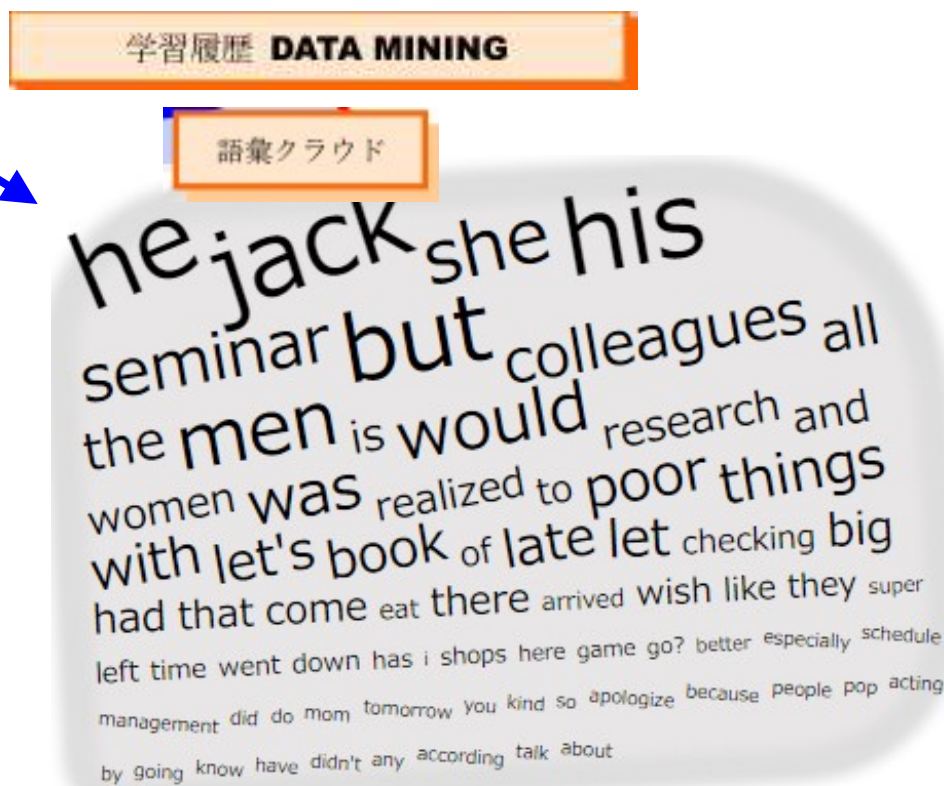 学習履歴 DATA MINING
語彙クラウド
he jack she his
seminar but colleagues all
the men is would research and
women was realized to poor things
with let's book of late let checking big
had that come eat there arrived wish like they super
left time went down has i shops here game go? better especially schedule
management did do mom tomorrow you kind so apologize because people pop acting
by going know have didn't any according talk about